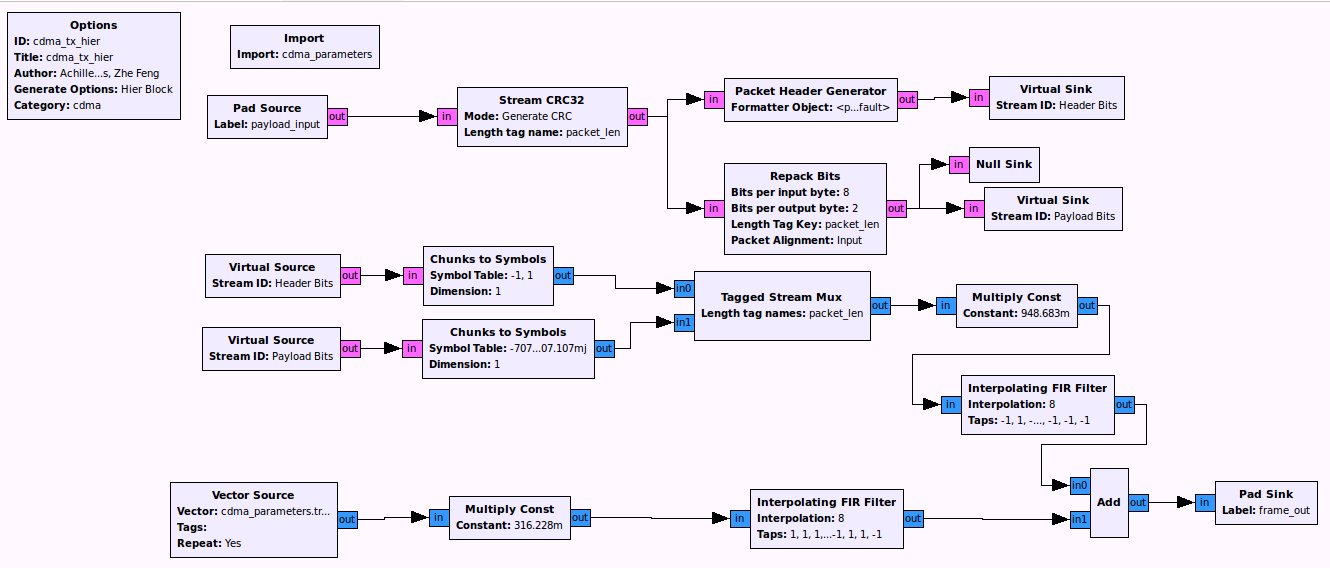 Options
ID: cdma_tx_hier
Title: cdma_tx_hier
Author: Achille...s, Zhe Feng
Generate Options: Hier Block
Category: cdma
Import
Import: cdma_parameters
Pad Source
Label: payload_input
out
in
Stream CRC32
Mode: Generate CRC
Length tag name: packet_len
out
in
Packet Header Generator
Formatter Object: <p...fault>
out
in
Virtual Sink
Stream ID: Header Bits
in
Repack Bits
Bits per input byte: 8
Bits per output byte: 2
Length Tag Key: packet_len
Packet Alignment: Input
out
in
Null Sink
in
Virtual Sink
Stream ID: Payload Bits
Virtual Source
Stream ID: Header Bits
out
in
Chunks to Symbols
Symbol Table: -1, 1
Dimension: 1
out
Virtual Source
Stream ID: Payload Bits
out
in
Chunks to Symbols
Symbol Table: -707...07.107mj
Dimension: 1
out
in0
in1
Tagged Stream Mux
Length tag names: packet_len
out
in
Multiply Const
Constant: 948.683m
out
in
Interpolating FIR Filter
Interpolation: 8
Taps: -1, 1, -..., -1, -1, -1
out
Vector Source
Vector: cdma_parameters.tr...
Tags:
Repeat: Yes
out
in
Multiply Const
Constant: 316.228m
out
in
Interpolating FIR Filter
Interpolation: 8
Taps: 1, 1, 1,...-1, 1, 1, -1
out
in0
in1
Add
out
in
Pad Sink
Label: frame_out